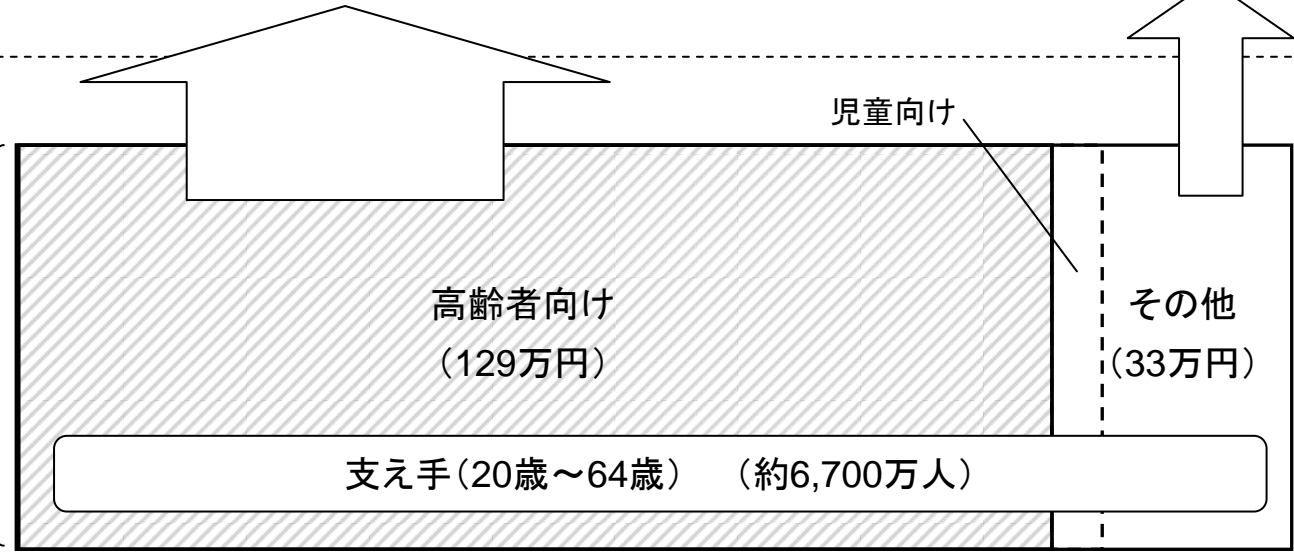 児童向け
高齢者向け
（129万円）
その他
（33万円）
支え手（20歳～64歳）　（約6,700万人）